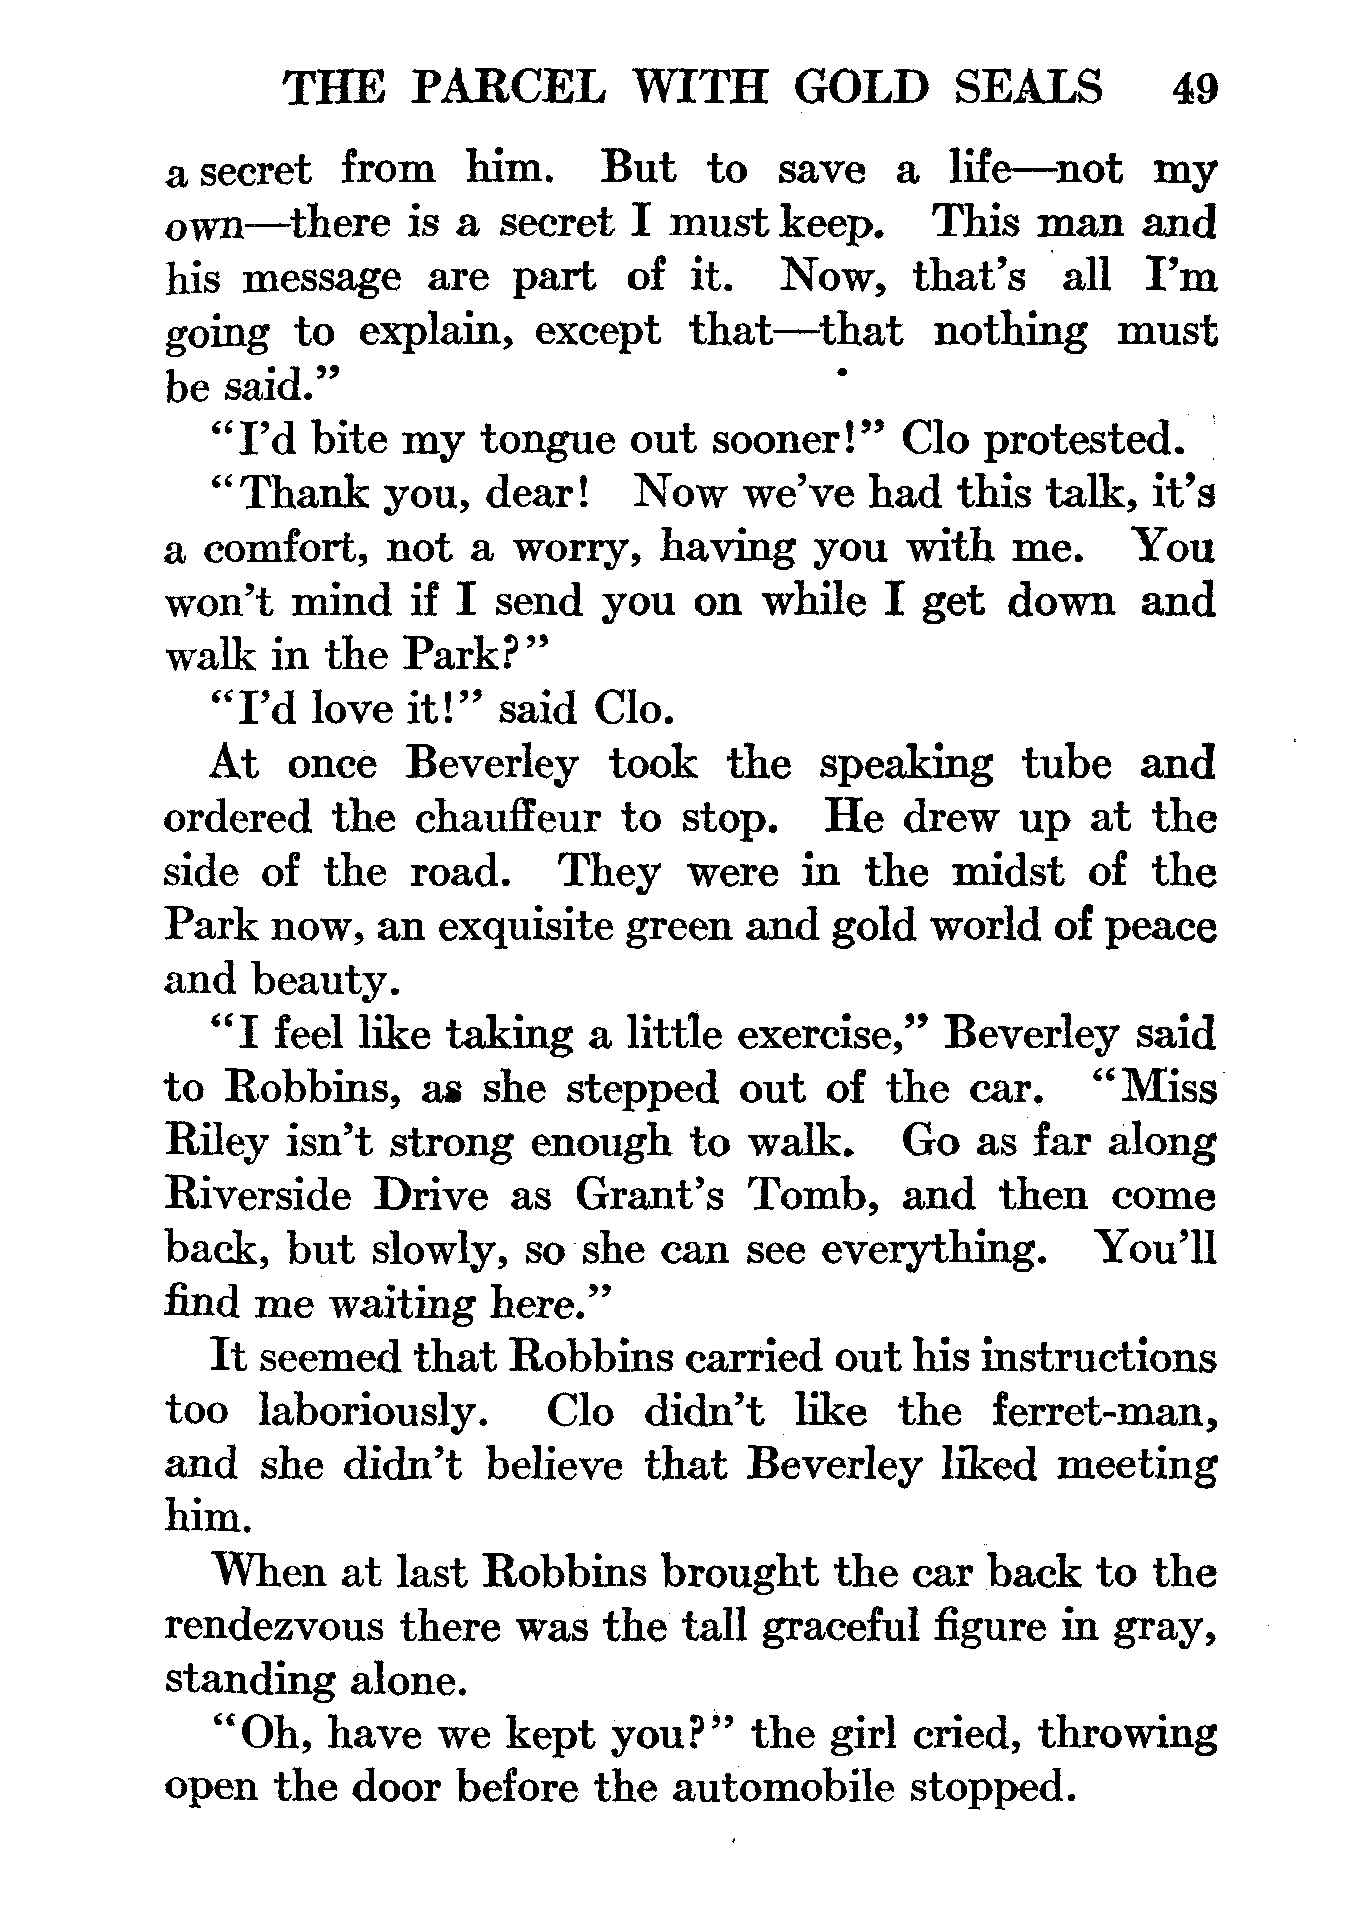 THE PARCEL WITH GOLD SEALS 49
a secret from him. But to save a life—not my
own—there is a secret I must keep. This man and
his message are part of it. Now, that's all I'm
going to explain, except that—that nothing must
be said."
"I'd bite my tongue out sooner!" Clo protested.
"Thank you, dear! Now we've had this talk, it's
a comfort, not a worry, having you with me. You
won't mind if I send you on while I get down and
walk in the Park?"
"I'd love it!" said Clo.
At once Beverley took the speaking tube and
ordered the chauffeur to stop. He drew up at the
side of the road. They were in the midst of the
Park now, an exquisite green and gold world of peace
and beauty.
"I feel like taking a little exercise," Beverley said
to Robbins, as she stepped out of the car. "Miss
Riley isn't strong enough to walk. Go as far along
Riverside Drive as Grant's Tomb, and then come
back, but slowly, so she can see everything. You'll
find me waiting here."
It seemed that Robbins carried out his instructions
too laboriously. Clo didn't like the ferret-man,
and she didn't believe that Beverley liked meeting
him.
When at last Robbins brought the car back to the
rendezvous there was the tall graceful figure in gray,
standing alone.
"Oh, have we kept you?" the girl cried, throwing
open the door before the automobile stopped.